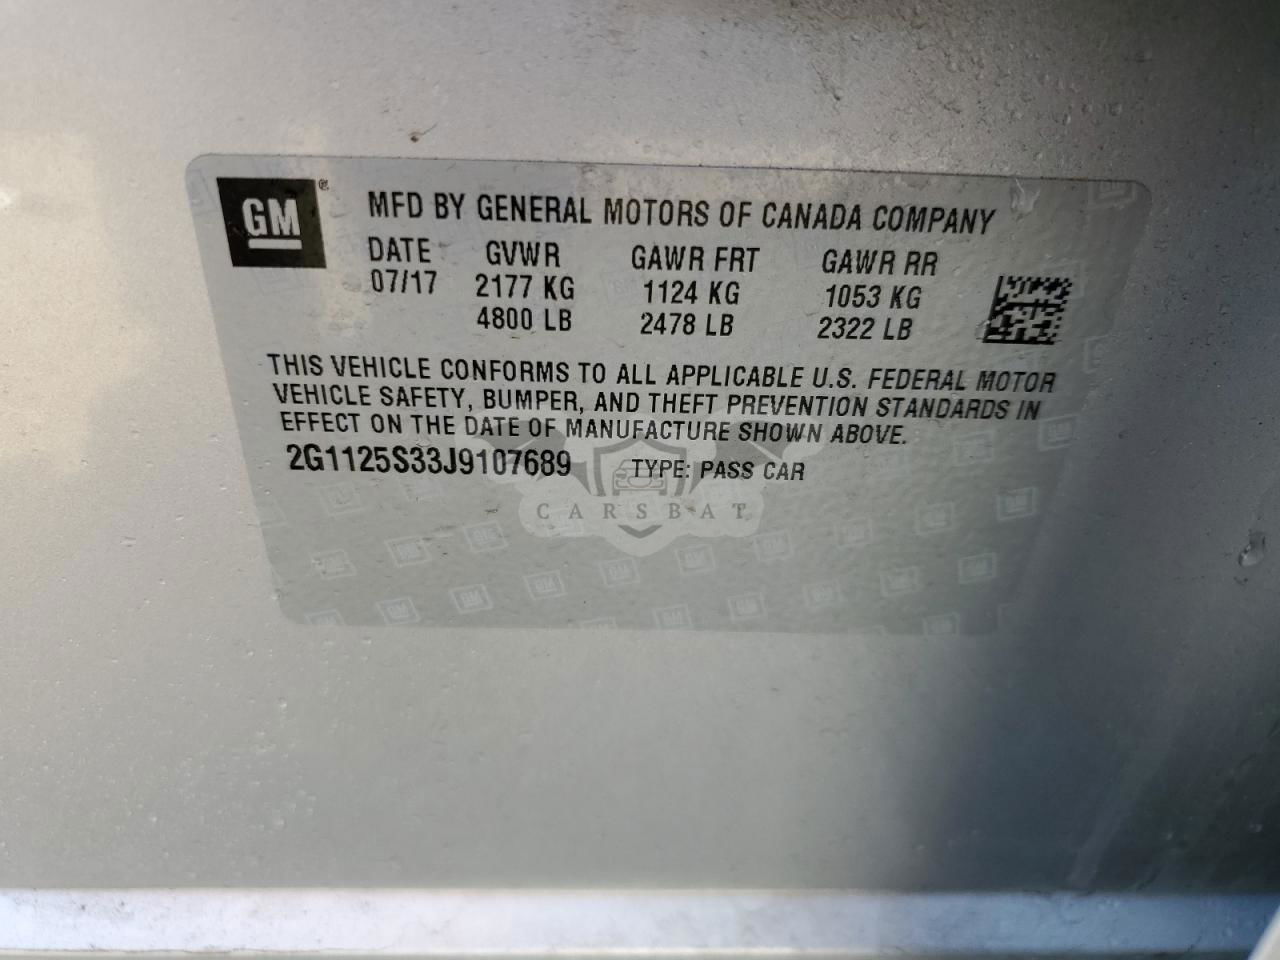 GM ®
MFD BY GENERAL MOTORS OF CANADA COMPANY
DATE GVWR GAWR FRT GAWR RR
07/17 2177 KG 1124 KG 1053 KG
4800 LB 2478 LB 2322 LB
THIS VEHICLE CONFORMS TO ALL APPLICABLE U.S. FEDERAL MOTOR
VEHICLE SAFETY, BUMPER, AND THEFT PREVENTION STANDARDS IN
EFFECT ON THE DATE OF MANUFACTURE SHOWN ABOVE.
2G1125S33J9107689 TYPE: PASS CAR
CARSBAT